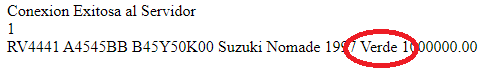 Conexion Exitosa al Servidor
1
RV4441 A4545BB B45Y50K00 Suzuki Nomade 1997 Verde 1000000.00